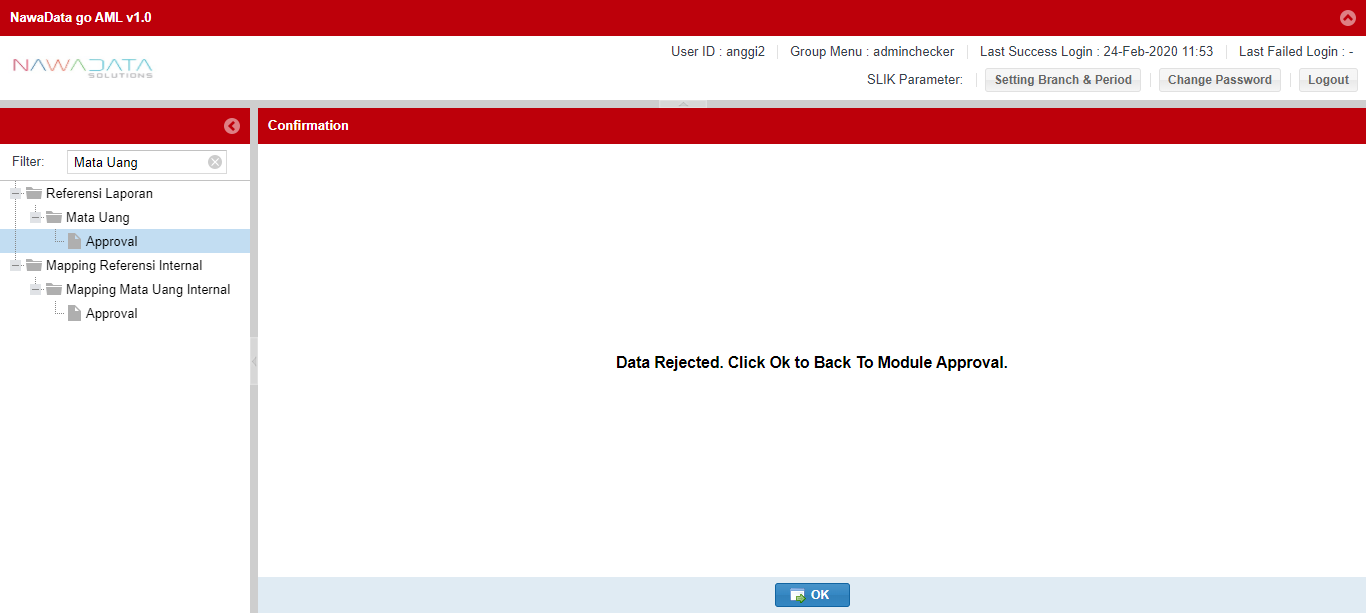 NawaData go AML v1.0
User ID : anggi2 Group Menu : adminchecker Last Success Login : 24-Feb-2020 11:53 Last Failed Login : -
NAWADATA
SOLUTIONS
SLIK Parameter: Setting Branch & Period Change Password Logout
Confirmation
Filter: Mata Uang
Referensi Laporan
Mata Uang
Approval
Mapping Referensi Internal
Mapping Mata Uang Internal
Approval
Data Rejected. Click Ok to Back To Module Approval.
OK